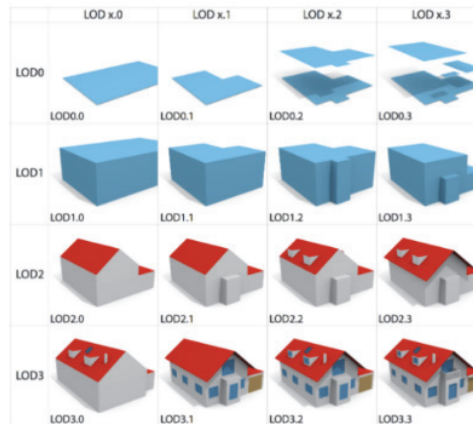 LOD x.0 LOD x.1 LOD x.2 LOD x.3
LOD0
LOD0.0 LOD0.1 LOD0.2 LOD0.3
LOD1
LOD1.0 LOD1.1 LOD1.2 LOD1.3
LOD2
LOD2.0 LOD2.1 LOD2.2 LOD2.3
LOD3
LOD3.0 LOD3.1 LOD3.2 LOD3.3